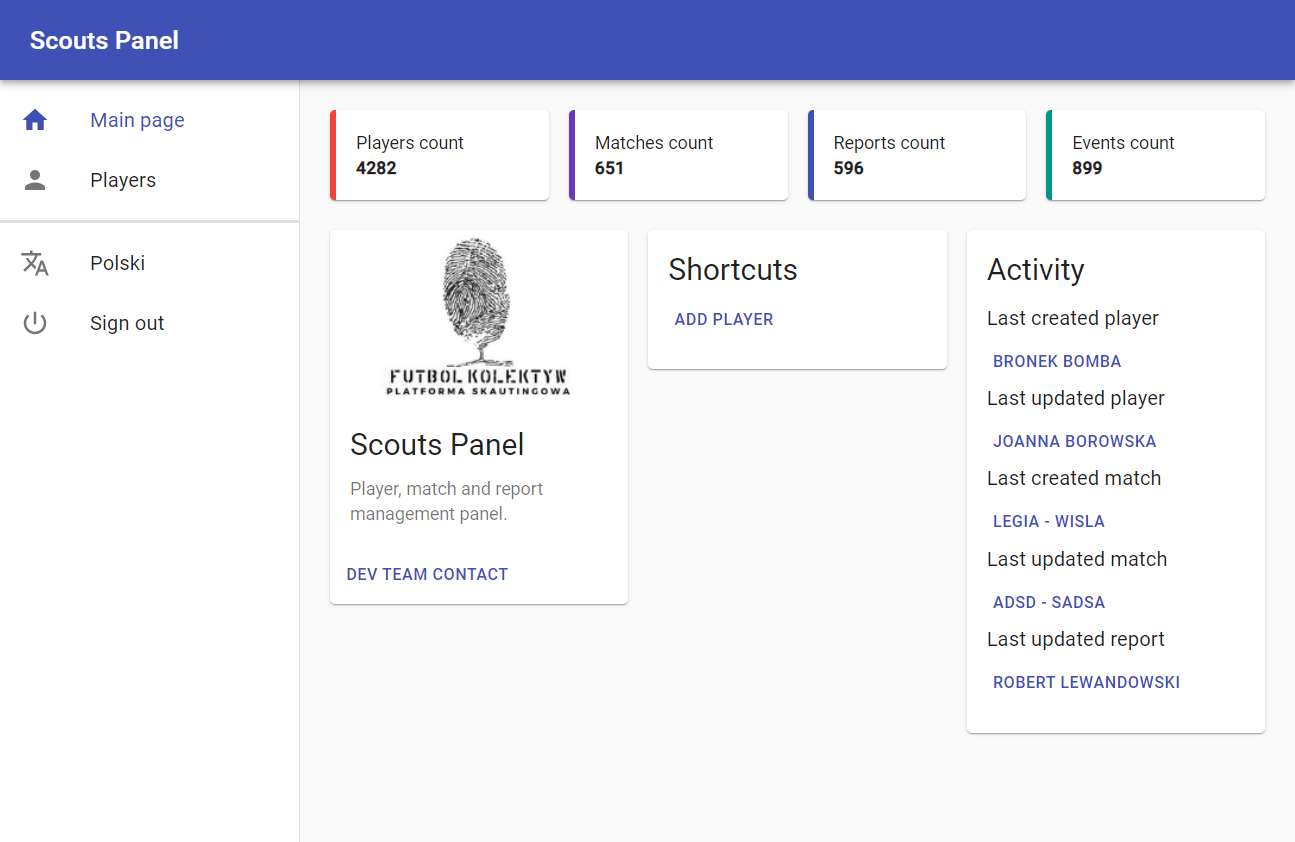 Scouts Panel
Main page
Players
Polski
Sign out
Players count
4282
Matches count
651
Reports count
596
Events count
899
FUTBOL KOLEKTYW
PLATFORMA SKAUTINGOWA
Scouts Panel
Player, match and report
management panel.
DEV TEAM CONTACT
Shortcuts
ADD PLAYER
Activity
Last created player
BRONEK BOMBA
Last updated player
JOANNA BOROWSKA
Last created match
LEGIA - WISLA
Last updated match
ADSD - SADSA
Last updated report
ROBERT LEWANDOWSKI